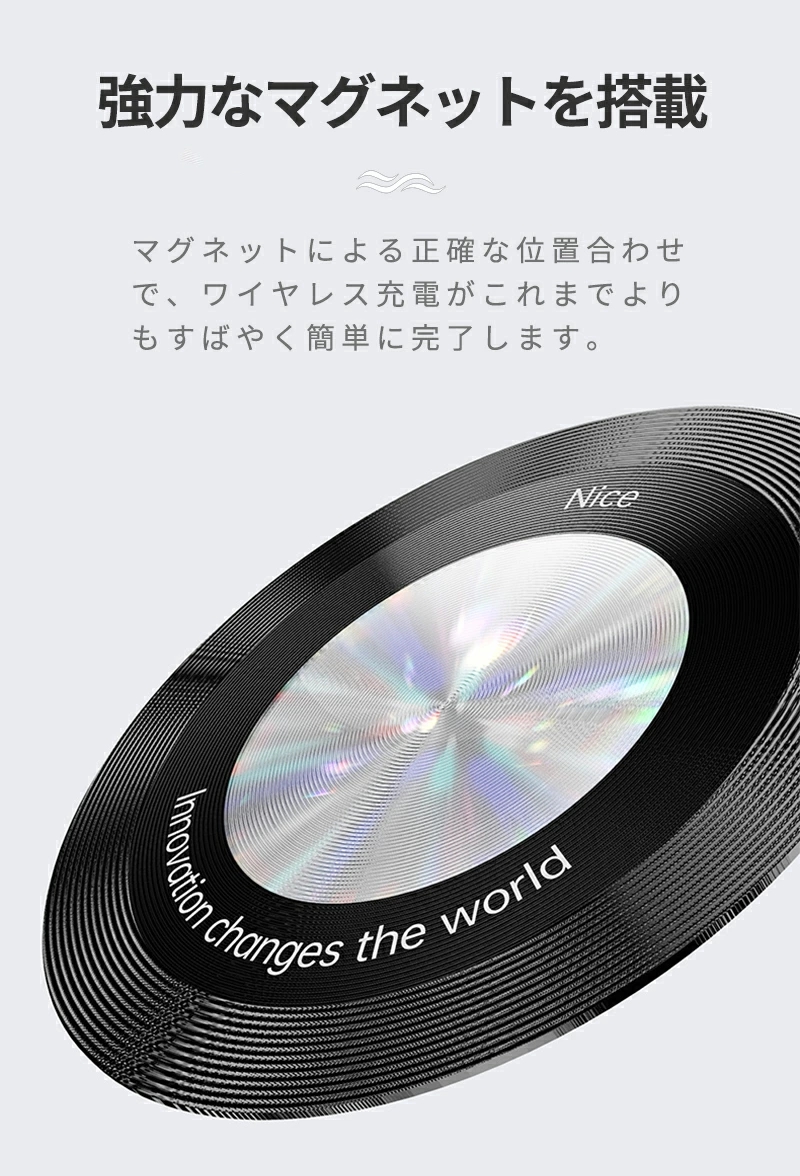 強力なマグネットを搭載
マグネットによる正確な位置合わせ
で、ワイヤレス充電がこれまでより
もすばやく簡単に完了します。
Nice
Innovation changes the world